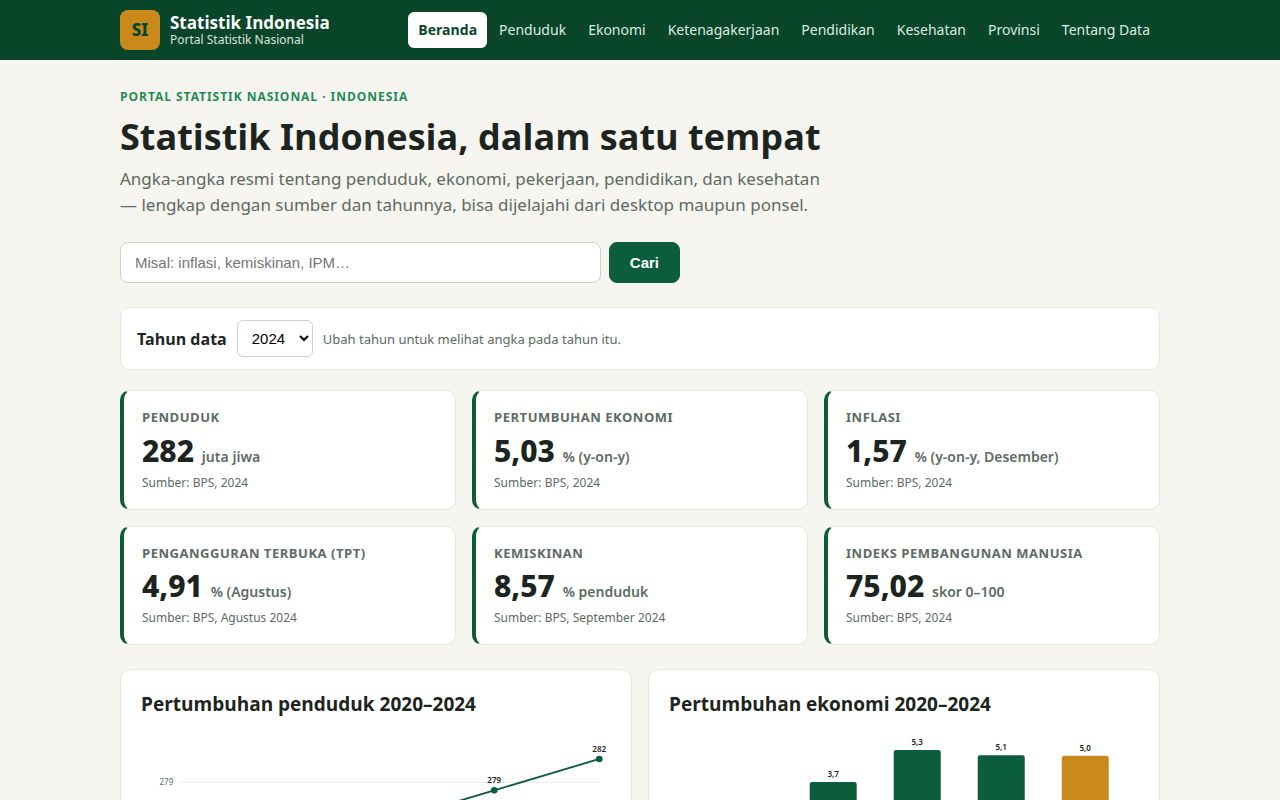 SI
Statistik Indonesia
Portal Statistik Nasional
Beranda Penduduk Ekonomi Ketenagakerjaan Pendidikan Kesehatan Provinsi Tentang Data
PORTAL STATISTIK NASIONAL · INDONESIA
Statistik Indonesia, dalam satu tempat
Angka-angka resmi tentang penduduk, ekonomi, pekerjaan, pendidikan, dan kesehatan
— lengkap dengan sumber dan tahunnya, bisa dijelajahi dari desktop maupun ponsel.
Misal: inflasi, kemiskinan, IPM…
Cari
Tahun data 2024 Ubah tahun untuk melihat angka pada tahun itu.
PENDUDUK
282 juta jiwa
Sumber: BPS, 2024
PERTUMBUHAN EKONOMI
5,03 % (y-on-y)
Sumber: BPS, 2024
INFLASI
1,57 % (y-on-y, Desember)
Sumber: BPS, 2024
PENGANGGURAN TERBUKA (TPT)
4,91 % (Agustus)
Sumber: BPS, Agustus 2024
KEMISKINAN
8,57 % penduduk
Sumber: BPS, September 2024
INDEKS PEMBANGUNAN MANUSIA
75,02 skor 0–100
Sumber: BPS, 2024
Pertumbuhan penduduk 2020–2024
282
279
279
Pertumbuhan ekonomi 2020–2024
3,7
5,3
5,1
5,0